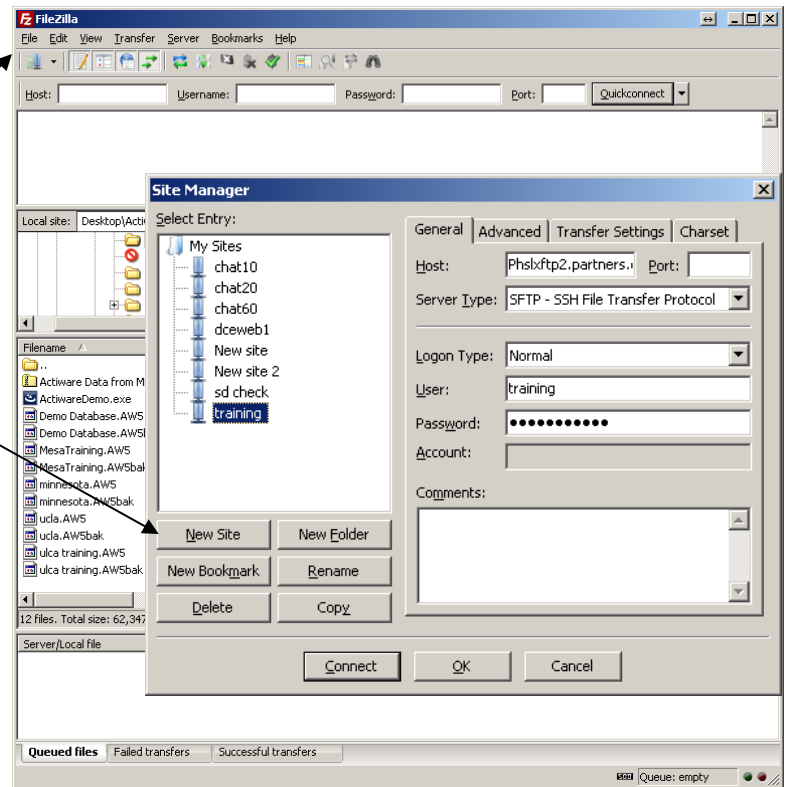 FileZilla
File Edit View Transfer Server Bookmarks Help
Host: Username: Password: Port: Quickconnect
Site Manager
Local site: Desktop\Acti
Select Entry:
My Sites
chat10
chat20
chat60
dceweb1
New site
New site 2
sd check
training
General Advanced Transfer Settings Charset
Host: Phslxftp2.partners. Port:
Server Type: SFTP - SSH File Transfer Protocol
Logon Type: Normal
User: training
Password: ●●●●●●●●●●●
Account:
Comments:
New Site New Folder
New Bookmark Rename
Delete Copy
Connect OK Cancel
Filename
..
Actiware Data from M
ActiwareDemo.exe
Demo Database.AW5
Demo Database.AW5
MesaTraining.AW5
MesaTraining.AW5bak
minnesota.AW5
minnesota.AW5bak
ucla.AW5
ucla.AW5bak
ulca training.AW5
ulca training.AW5bak
12 files. Total size: 62,347
Server/Local file
Queued files Failed transfers Successful transfers
Queue: empty